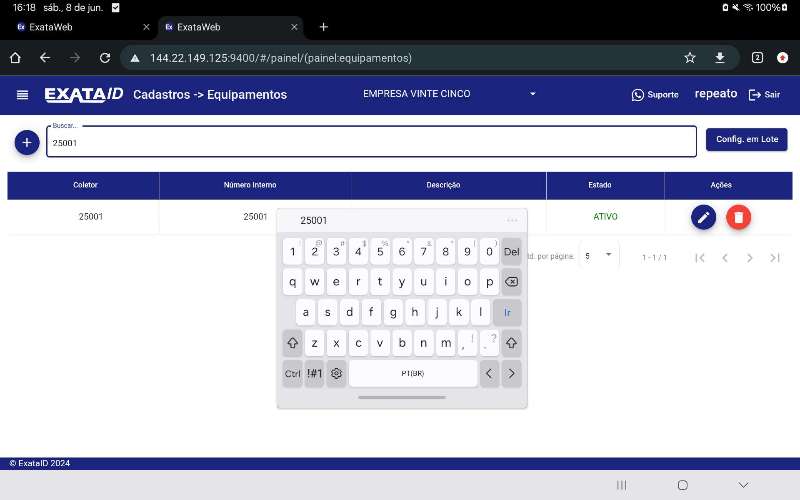 16:18 sáb., 8 de jun. 100%
ExataWeb ExataWeb
144.22.149.125:9400/#/painel/(painel:equipamentos)
2
EXATAID Cadastros -> Equipamentos EMPRESA VINTE CINCO Suporte repeato Sair
Buscar...
25001
Config. em Lote
Coletor Número Interno Descrição Estado Ações
25001 25001 ATIVO
25001
1 2 3 4 5 6 7 8 9 0 Del
q w e r t y u i o p
a s d f g h j k l Ir
z x c v b n m , ! . ?
Ctrl !#1 PT(BR)
por página: 5 1 - 1 / 1
© ExataID 2024